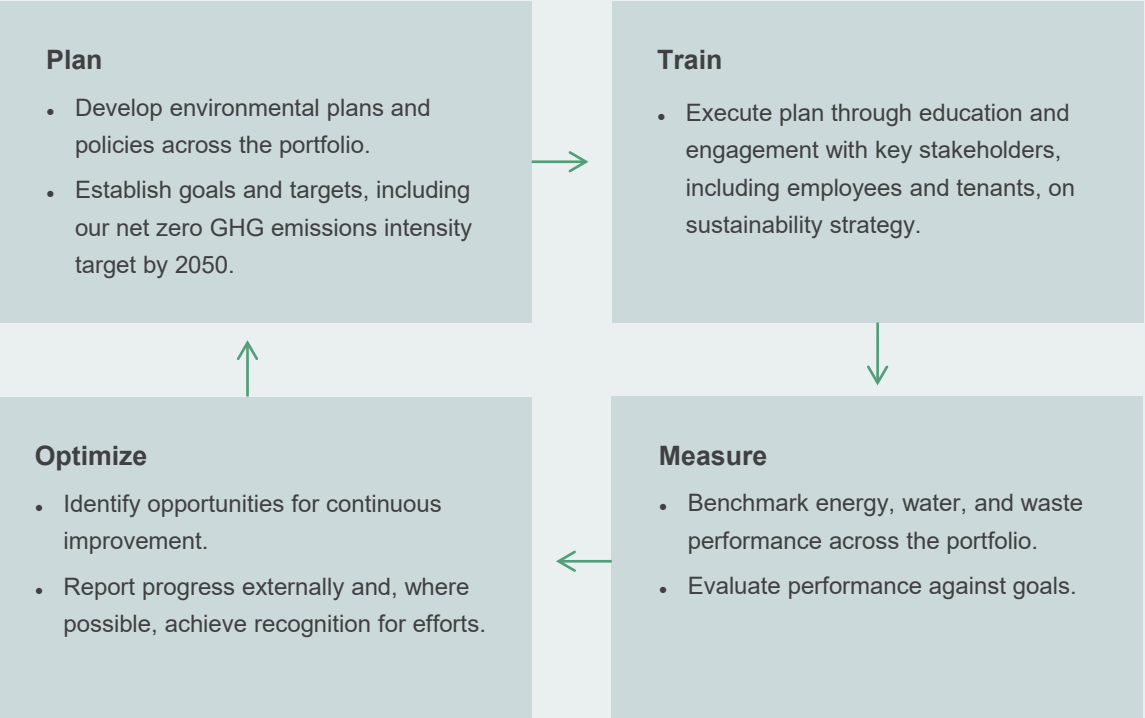 Plan
• Develop environmental plans and
policies across the portfolio.
• Establish goals and targets, including
our net zero GHG emissions intensity
target by 2050.
Train
• Execute plan through education and
engagement with key stakeholders,
including employees and tenants, on
sustainability strategy.
Optimize
• Identify opportunities for continuous
improvement.
• Report progress externally and, where
possible, achieve recognition for efforts.
Measure
• Benchmark energy, water, and waste
performance across the portfolio.
• Evaluate performance against goals.